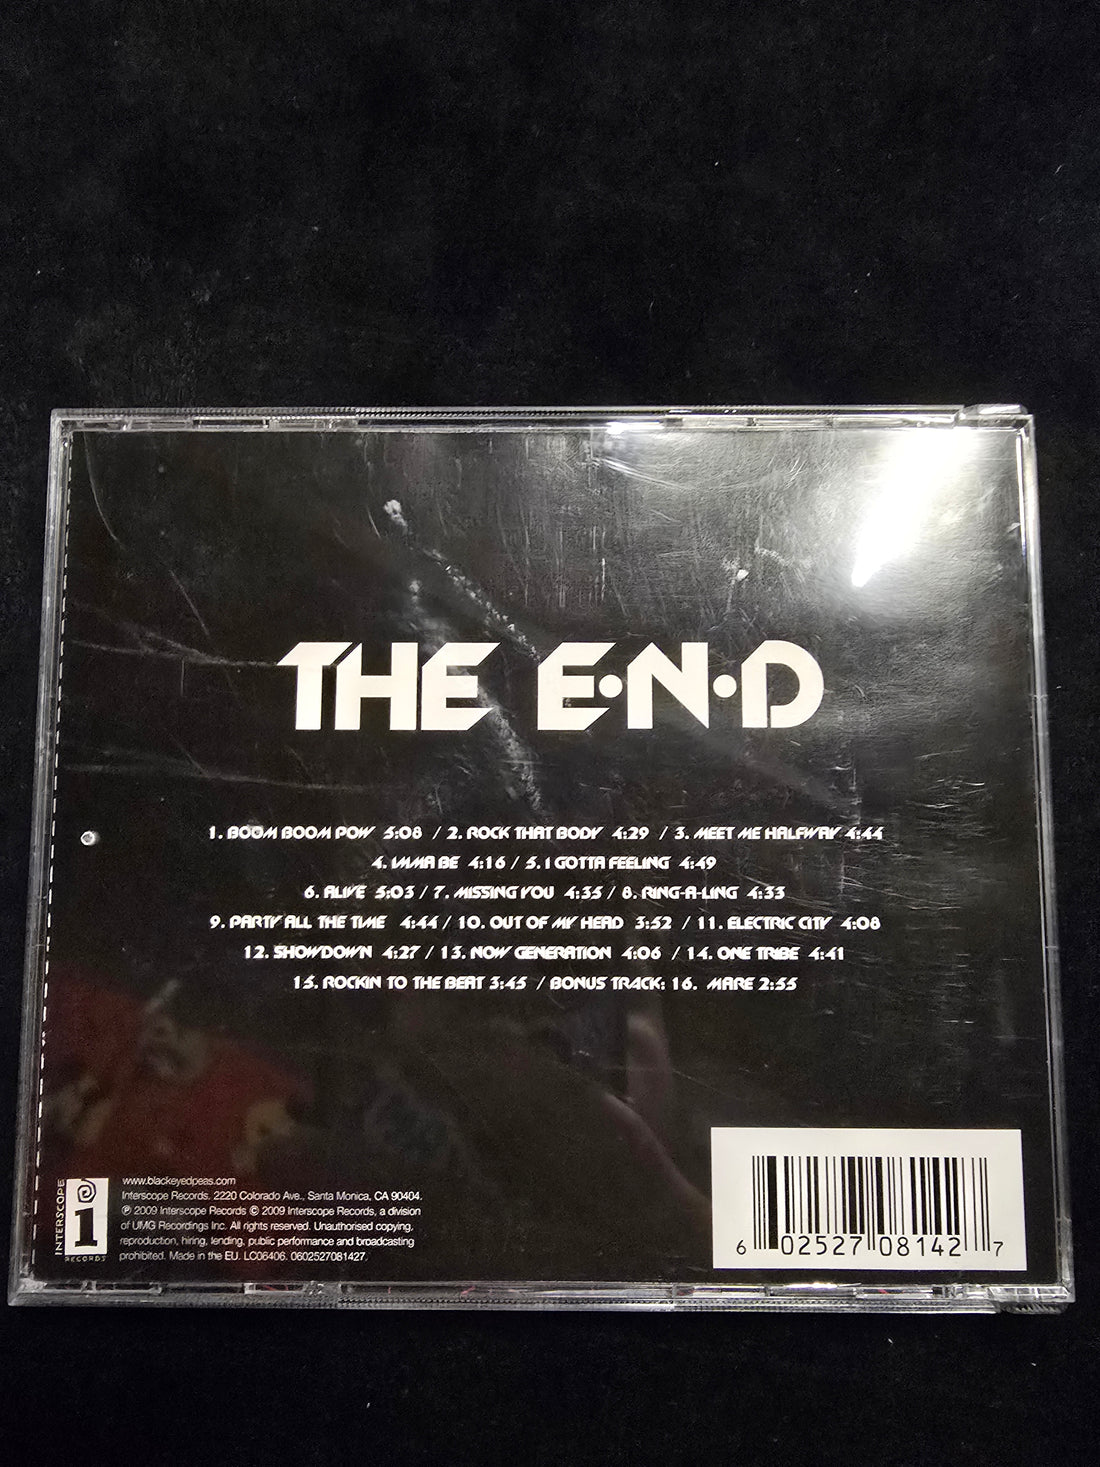 THE E·N·D
1. BOOM BOOM POW 5:08 / 2. ROCK THAT BODY 4:29 / 3. MEET ME HALFWAY 4:44
4. IMMA BE 4:16 / 5. I GOTTA FEELING 4:49
6. ALIVE 5:03 / 7. MISSING YOU 4:35 / 8. RING-A-LING 4:33
9. PARTY ALL THE TIME 4:44 / 10. OUT OF MY HEAD 3:52 / 11. ELECTRIC CITY 4:08
12. SHOWDOWN 4:27 / 13. NOW GENERATION 4:06 / 14. ONE TRIBE 4:41
15. ROCKIN TO THE BEAT 3:45 / BONUS TRACK: 16. MARE 2:55
INTERSCOPE
i
RECORDS
www.blackeyedpeas.com
Interscope Records. 2220 Colorado Ave., Santa Monica, CA 90404.
℗ 2009 Interscope Records © 2009 Interscope Records, a division
of UMG Recordings Inc. All rights reserved. Unauthorised copying,
reproduction, hiring, lending, public performance and broadcasting
prohibited. Made in the EU. LC06406. 0602527081427.
6 02527 08142 7